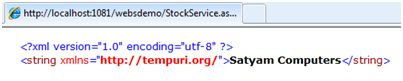 http://localhost:1081/websdemo/StockService.as...
<?xml version="1.0" encoding="utf-8" ?>
<string xmlns="http://tempuri.org/">Satyam Computers</string>